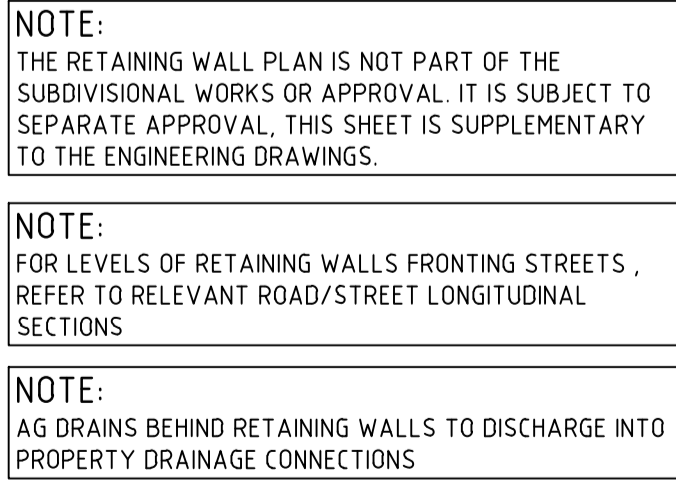 NOTE:
THE RETAINING WALL PLAN IS NOT PART OF THE
SUBDIVISIONAL WORKS OR APPROVAL. IT IS SUBJECT TO
SEPARATE APPROVAL, THIS SHEET IS SUPPLEMENTARY
TO THE ENGINEERING DRAWINGS.
NOTE:
FOR LEVELS OF RETAINING WALLS FRONTING STREETS ,
REFER TO RELEVANT ROAD/STREET LONGITUDINAL
SECTIONS
NOTE:
AG DRAINS BEHIND RETAINING WALLS TO DISCHARGE INTO
PROPERTY DRAINAGE CONNECTIONS